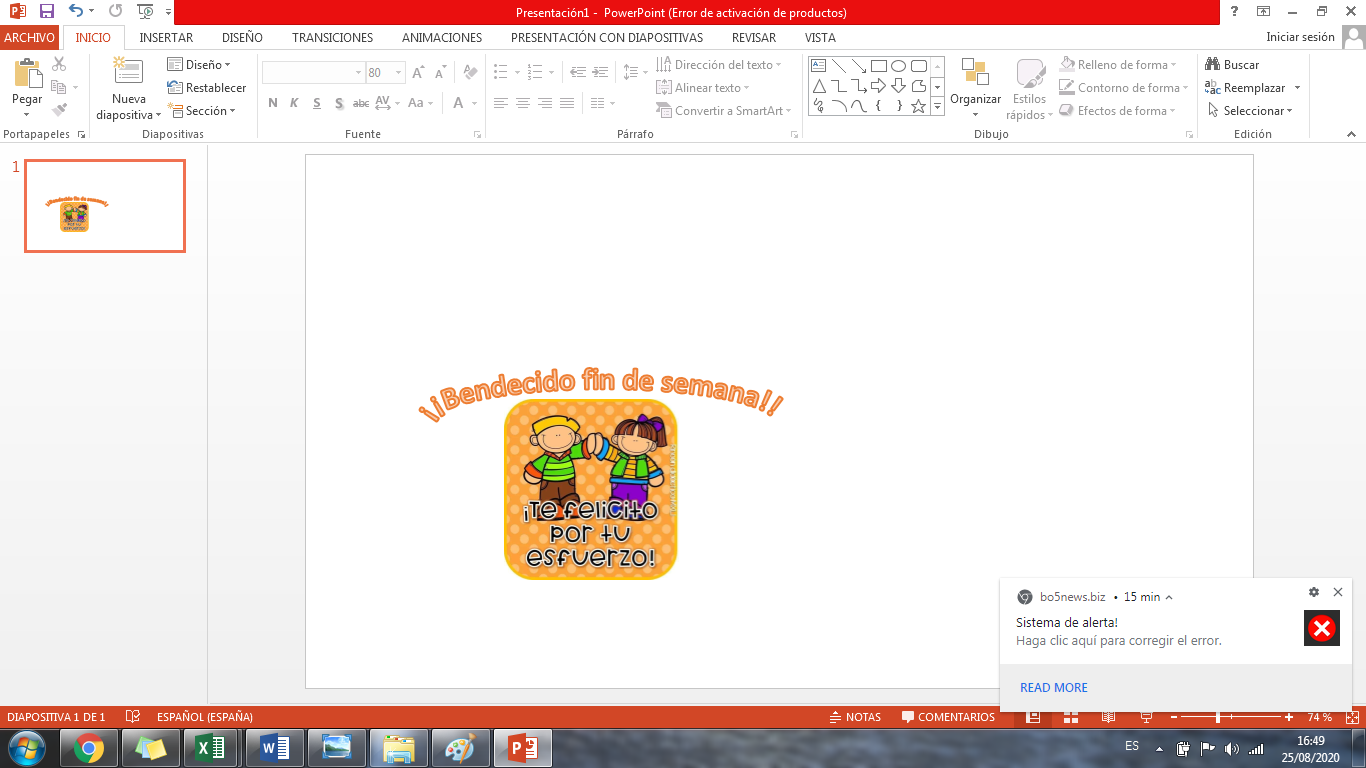 Presentación1 - PowerPoint (Error de activación de productos)
ARCHIVO INICIO INSERTAR DISEÑO TRANSICIONES ANIMACIONES PRESENTACIÓN CON DIAPOSITIVAS REVISAR VISTA Iniciar sesión
Pegar
Portapapeles
Nueva diapositiva
Diseño
Restablecer
Sección
Diapositivas
80
N K S S abc AV Aa A
Fuente
Dirección del texto
Alinear texto
Convertir a SmartArt
Párrafo
Organizar
Estilos rápidos
Relleno de forma
Contorno de forma
Efectos de forma
Dibujo
Buscar
Reemplazar
Seleccionar
Edición
1
¡¡Bendecido fin de semana!!
¡Te felicito
por tu
esfuerzo!
bo5news.biz • 15 min
Sistema de alerta!
Haga clic aquí para corregir el error.
READ MORE
DIAPOSITIVA 1 DE 1 ESPAÑOL (ESPAÑA) NOTAS COMENTARIOS 74 %
ES 16:49
25/08/2020